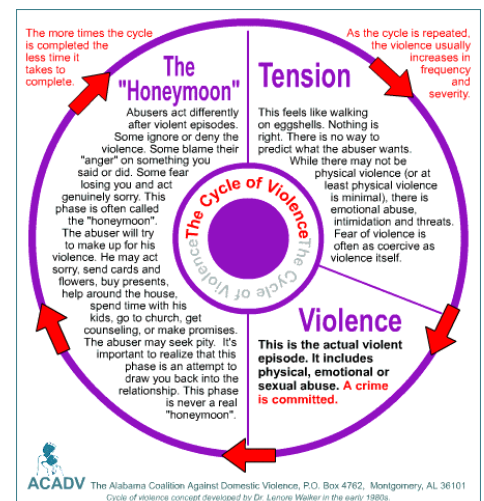 The more times the cycle
is completed the
less time it
takes to
complete.
As the cycle is repeated,
the violence usually
increases in
frequency
and
severity.
The
"Honeymoon"
Abusers act differently
after violent episodes.
Some ignore or deny the
violence. Some blame their
"anger" on something you
said or did. Some fear
losing you and act
genuinely sorry. This
phase is often called
the "honeymoon".
The abuser will try
to make up for his
violence. He may act
sorry, send cards and
flowers, buy presents,
help around the house,
spend time with his
kids, go to church, get
counseling, or make promises.
The abuser may seek pity. It's
important to realize that this
phase is an attempt to
draw you back into the
relationship. This phase
is never a real
"honeymoon".
Tension
This feels like walking
on eggshells. Nothing is
right. There is no way to
predict what the abuser wants.
While there may not be
physical violence (or at
least physical violence
is minimal), there is
emotional abuse,
intimidation and threats.
Fear of violence is
often as coercive as
violence itself.
The Cycle of Violence
The Cycle of Violence
Violence
This is the actual violent
episode. It includes
physical, emotional or
sexual abuse. A crime
is committed.
ACADV
The Alabama Coalition Against Domestic Violence, P.O. Box 4762, Montgomery, AL 36101
Cycle of violence concept developed by Dr. Lenore Walker in the early 1980s.